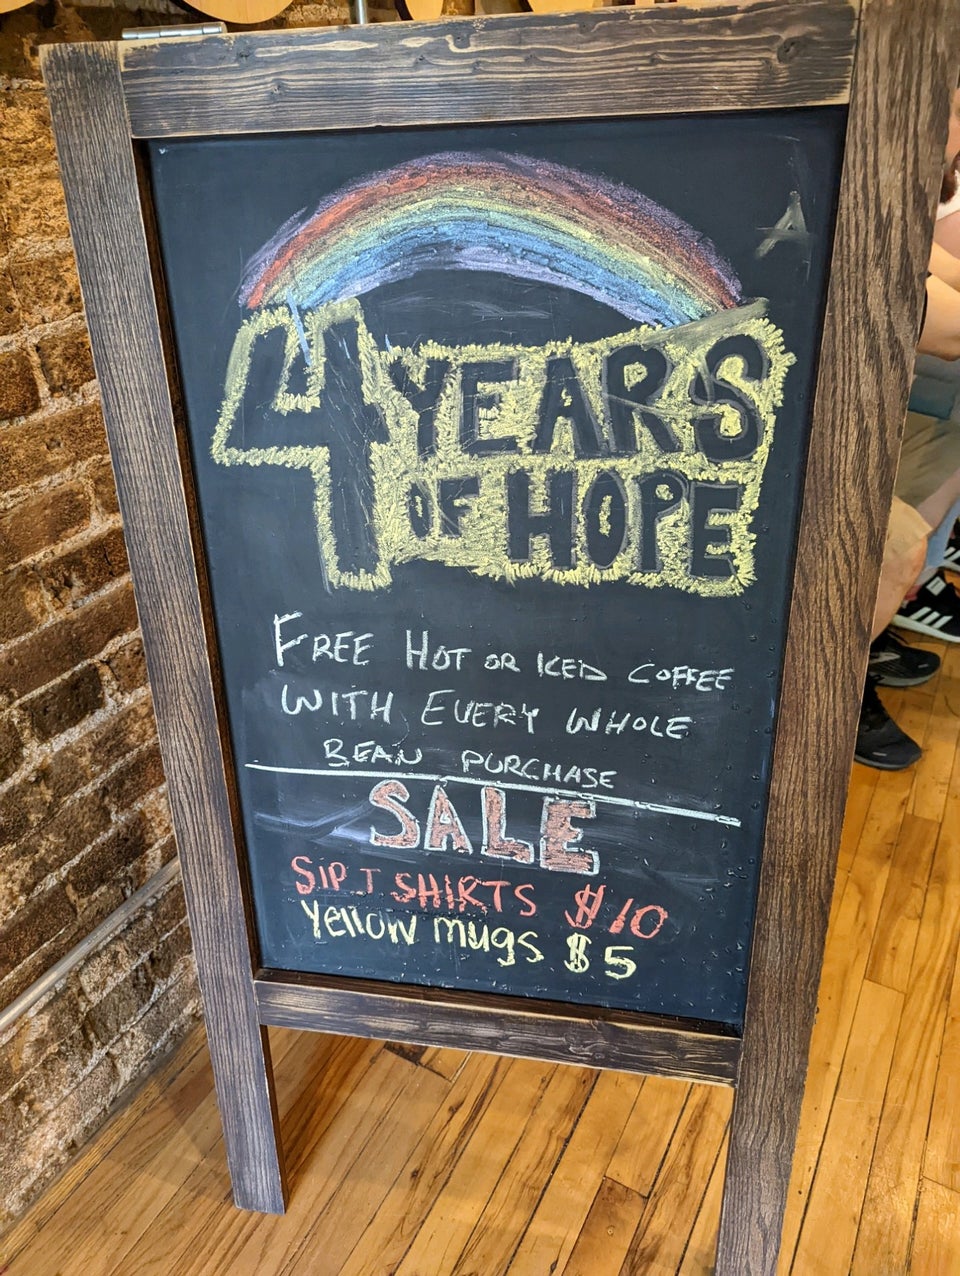 4 YEARS
OF HOPE
FREE HOT OR ICED COFFEE
WITH EVERY WHOLE
BEAN PURCHASE
SALE
SIP T SHIRTS $10
Yellow mugs $5